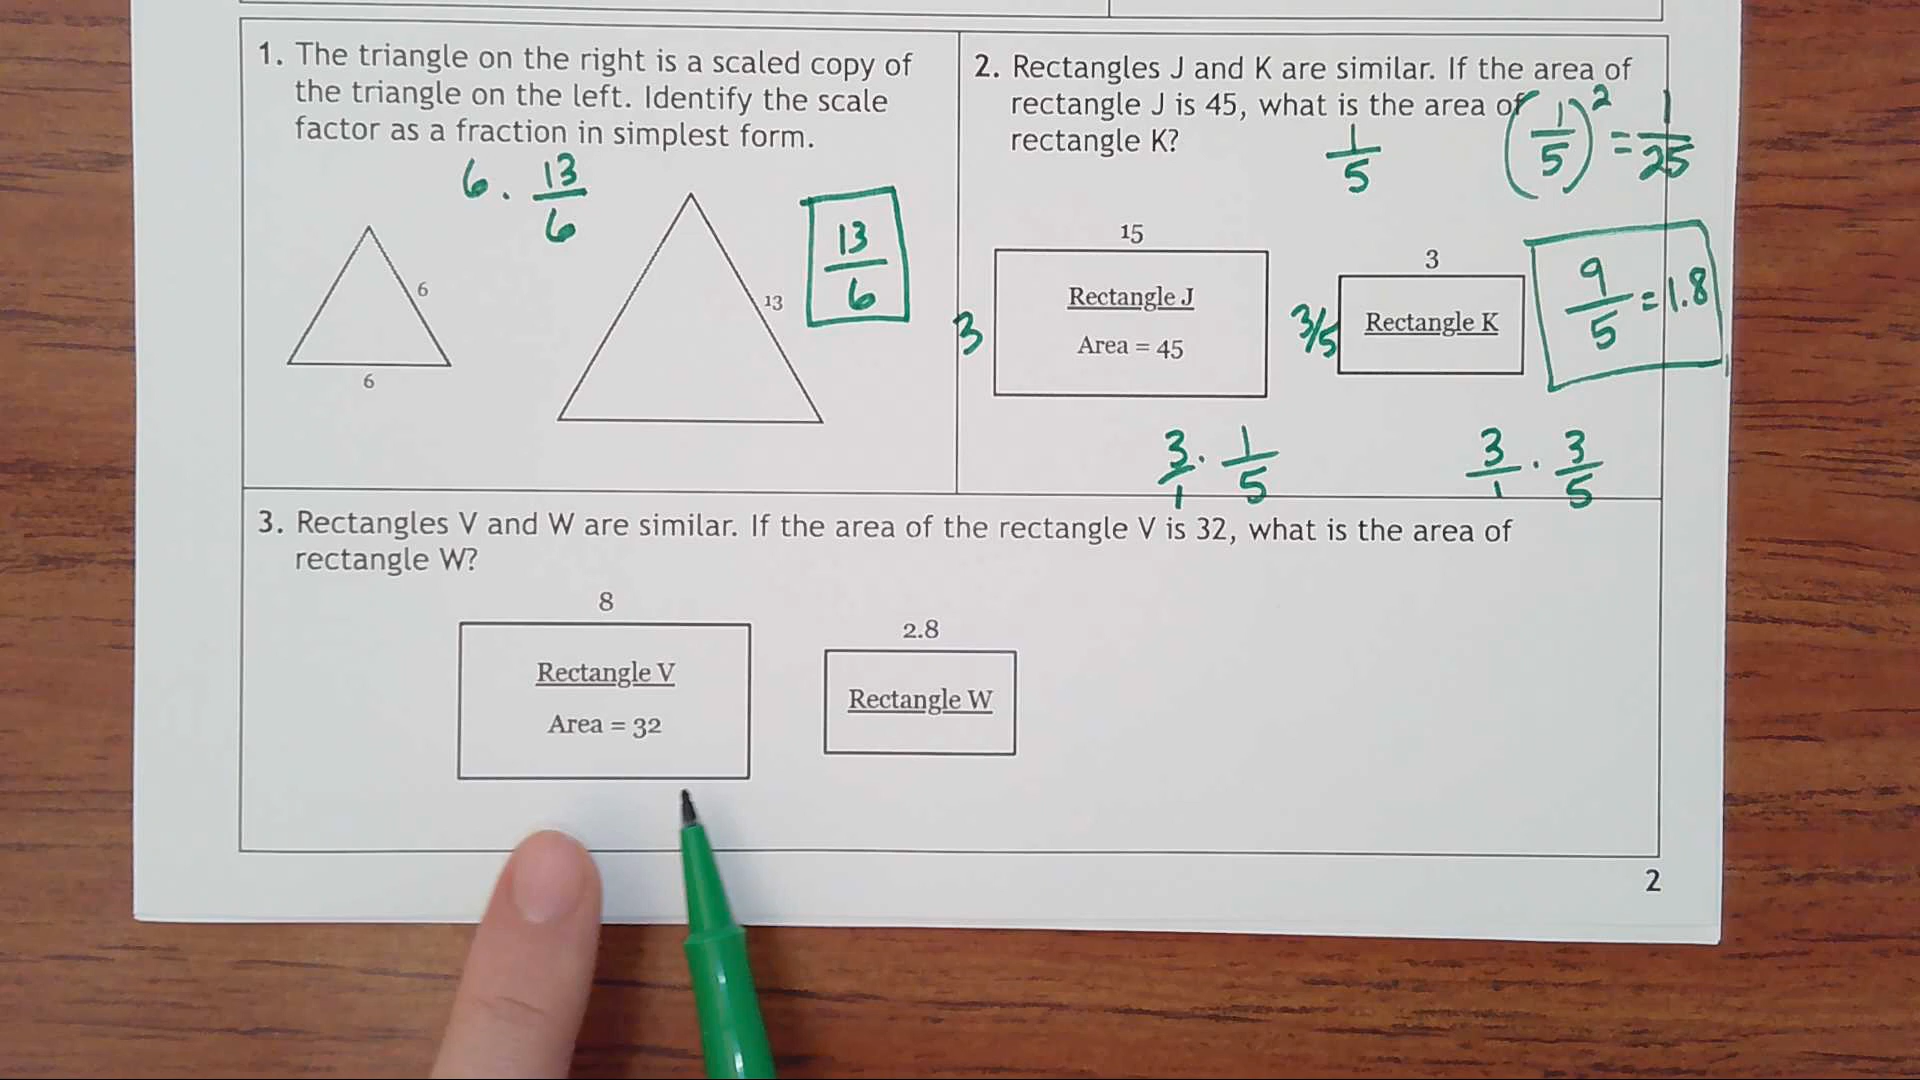 1. The triangle on the right is a scaled copy of
the triangle on the left. Identify the scale
factor as a fraction in simplest form.
6 · 13/6
6
6
13
13/6
2. Rectangles J and K are similar. If the area of
rectangle J is 45, what is the area of
rectangle K?
1/5
(1/5)² = 1/25
15
Rectangle J
Area = 45
3
3
Rectangle K
3/5
9/5 = 1.8
3/1 · 1/5
3/1 · 3/5
3. Rectangles V and W are similar. If the area of the rectangle V is 32, what is the area of
rectangle W?
8
Rectangle V
Area = 32
2.8
Rectangle W
2